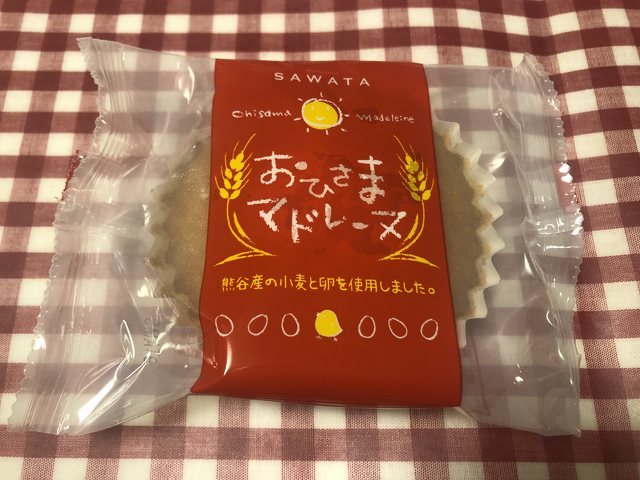 SAWATA
Ohisama Madeleine
おひさま
マドレーヌ
熊谷産の小麦と卵を使用しました。